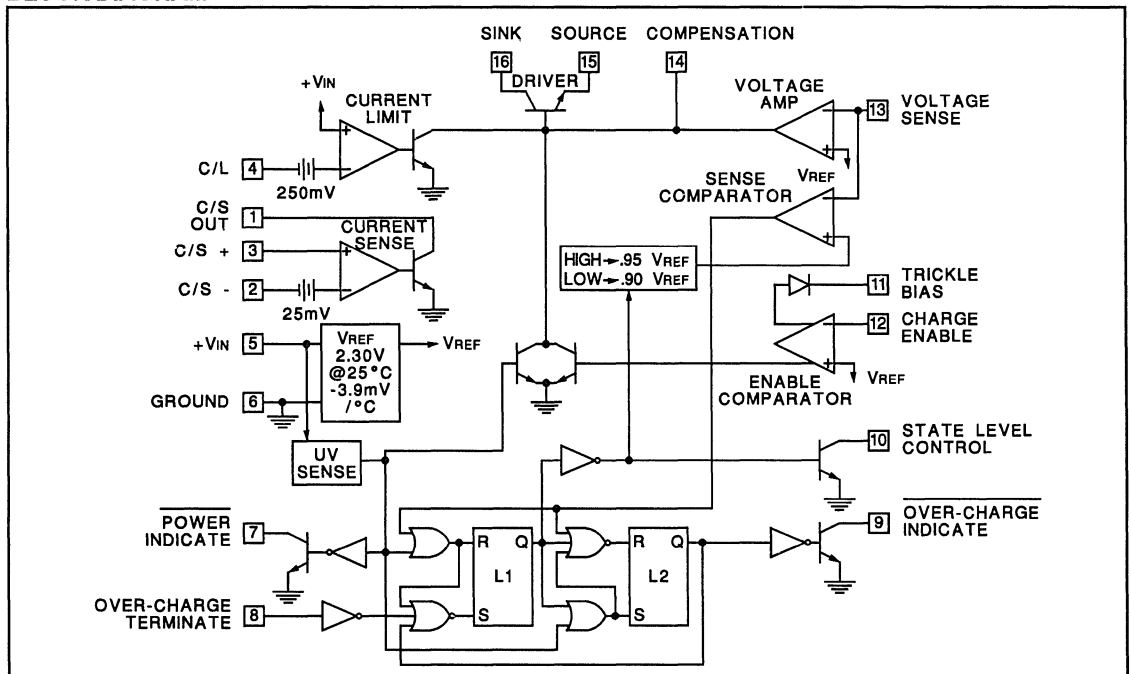 SINK SOURCE COMPENSATION
16 15 14
DRIVER
+VIN
CURRENT
LIMIT
VOLTAGE
AMP
13 VOLTAGE
SENSE
+
−
+
−
VREF
C/L 4
250mV
SENSE
COMPARATOR
C/S
OUT 1
CURRENT
SENSE
C/S + 3
+
−
+
−
C/S - 2
25mV
HIGH→.95 VREF
LOW→.90 VREF
11 TRICKLE
BIAS
12 CHARGE
ENABLE
+
−
VREF
ENABLE
COMPARATOR
+VIN 5
VREF
2.30V
@25°C
-3.9mV
/°C
VREF
GROUND 6
UV
SENSE
10 STATE LEVEL
CONTROL
POWER
INDICATE 7
9 OVER-CHARGE
INDICATE
R Q
L1
S
R Q
L2
S
OVER-CHARGE
TERMINATE 8